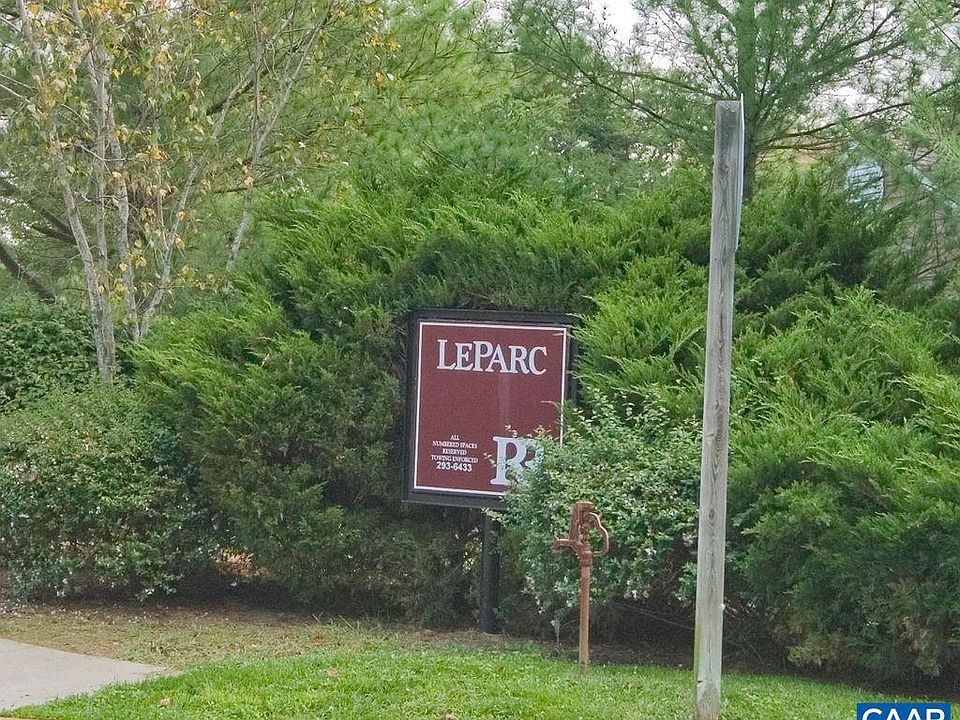 LEPARC
ALL
NUMBERED SPACES
RESERVED
TOWING ENFORCED
293-6433
R
CAAR